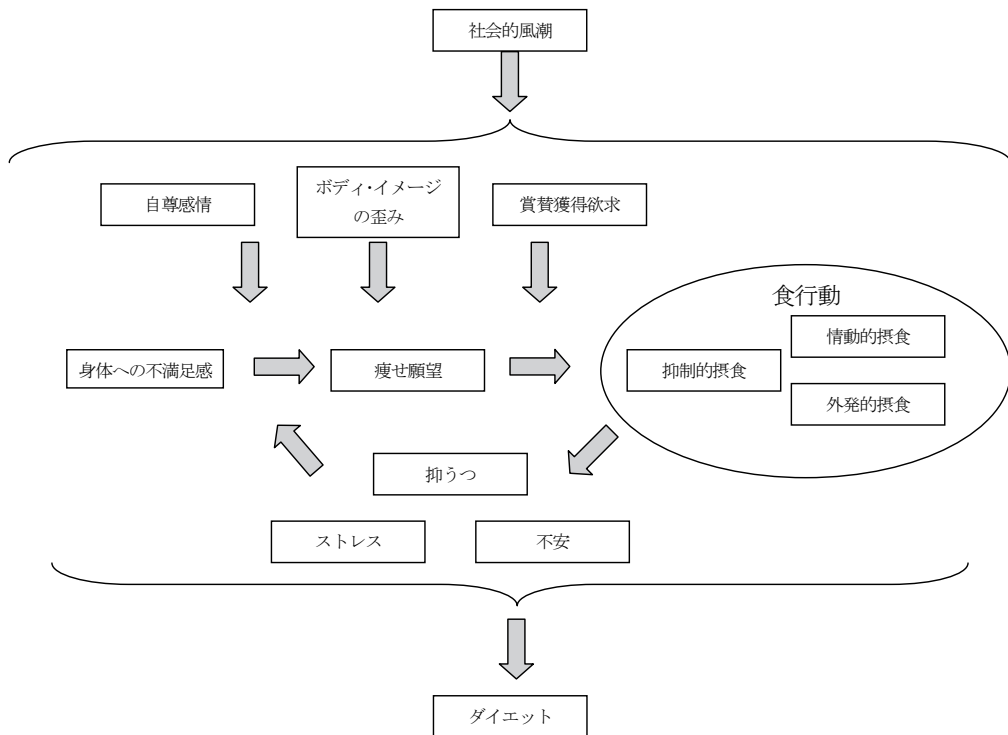 社会的風潮
自尊感情
ボディ・イメージ
の歪み
賞賛獲得欲求
食行動
情動的摂食
身体への不満足感
痩せ願望
抑制的摂食
外発的摂食
抑うつ
ストレス
不安
ダイエット